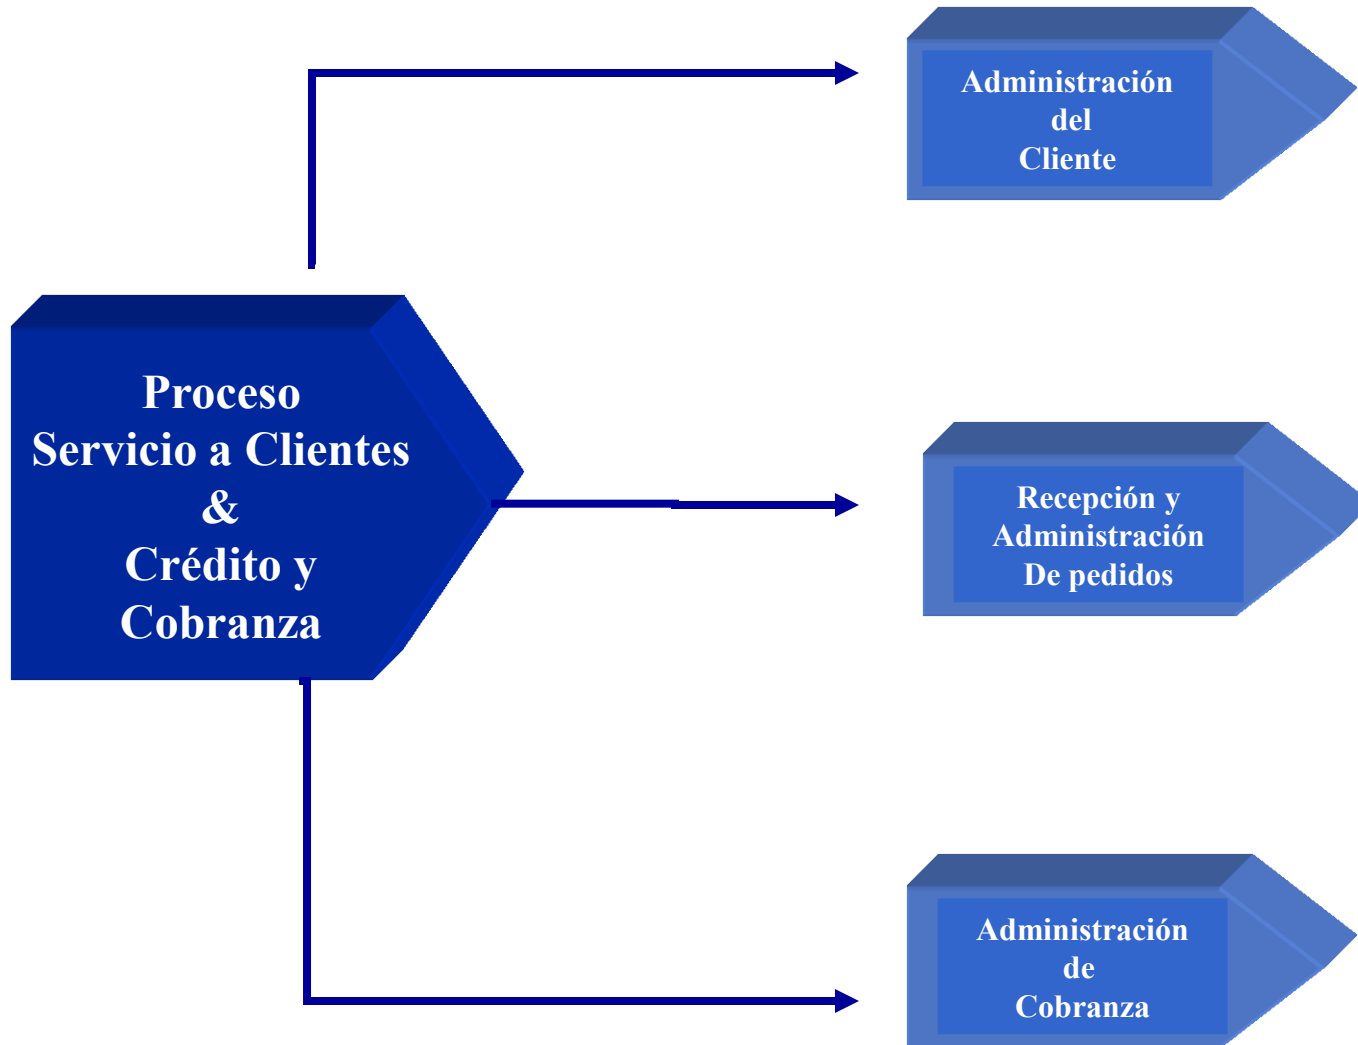 Administración
del
Cliente
Proceso
Servicio a Clientes
&
Crédito y
Cobranza
Recepción y
Administración
De pedidos
Administración
de
Cobranza